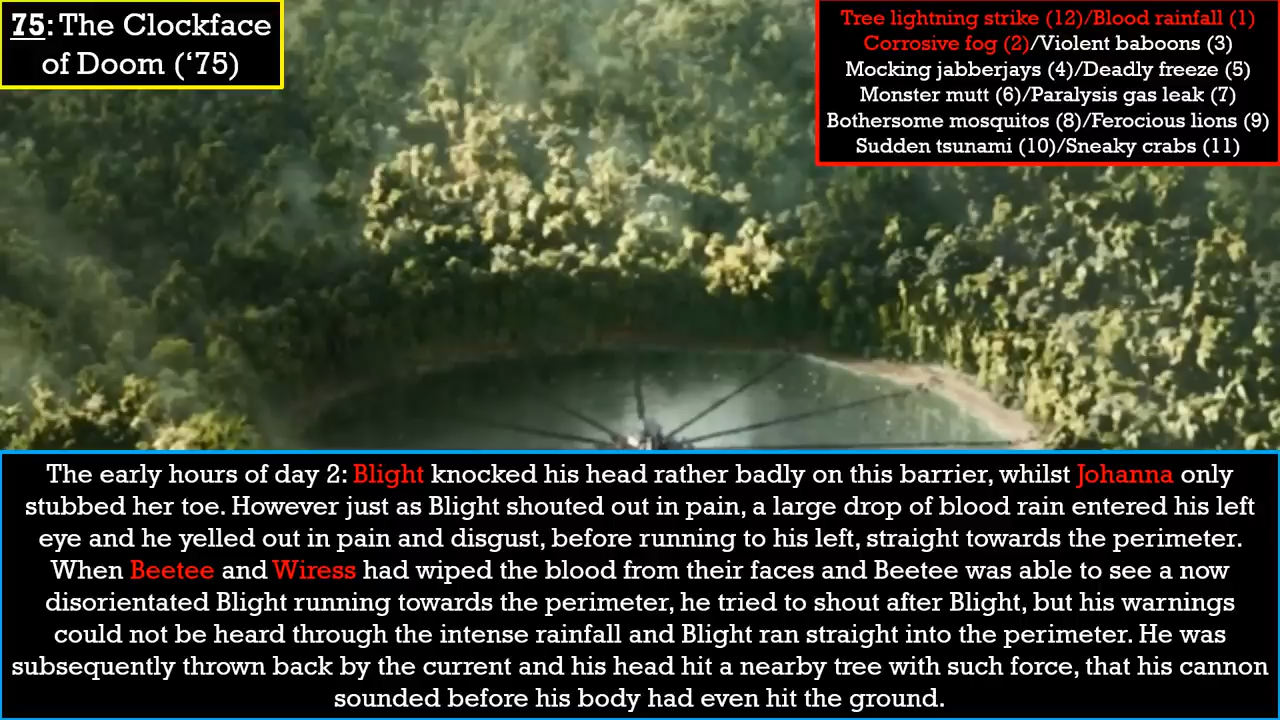 75: The Clockface
of Doom (‘75)
Tree lightning strike (12)/Blood rainfall (1)
Corrosive fog (2)/Violent baboons (3)
Mocking jabberjays (4)/Deadly freeze (5)
Monster mutt (6)/Paralysis gas leak (7)
Bothersome mosquitos (8)/Ferocious lions (9)
Sudden tsunami (10)/Sneaky crabs (11)
The early hours of day 2: Blight knocked his head rather badly on this barrier, whilst Johanna only
stubbed her toe. However just as Blight shouted out in pain, a large drop of blood rain entered his left
eye and he yelled out in pain and disgust, before running to his left, straight towards the perimeter.
When Beetee and Wiress had wiped the blood from their faces and Beetee was able to see a now
disorientated Blight running towards the perimeter, he tried to shout after Blight, but his warnings
could not be heard through the intense rainfall and Blight ran straight into the perimeter. He was
subsequently thrown back by the current and his head hit a nearby tree with such force, that his cannon
sounded before his body had even hit the ground.